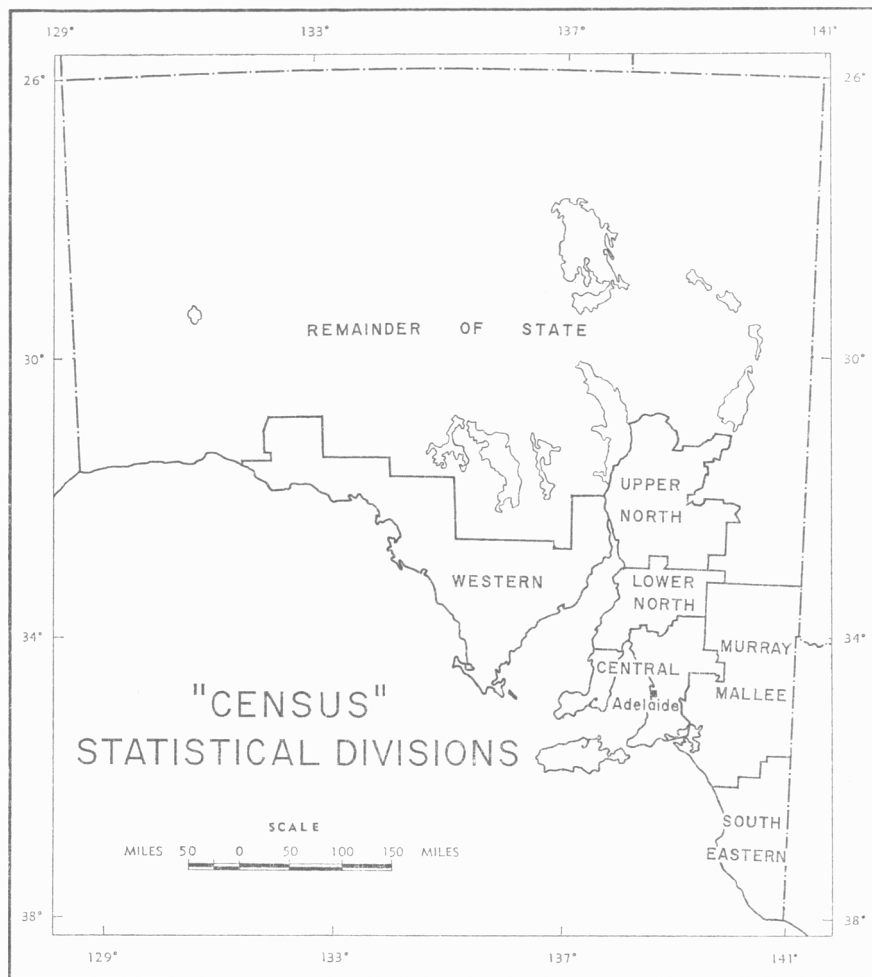 129° 133° 137° 141°
26° 26°
REMAINDER OF STATE
30° 30°
UPPER
NORTH
WESTERN
LOWER
NORTH
34° 34°
MURRAY
CENTRAL
MALLEE
Adelaide
"CENSUS"
STATISTICAL DIVISIONS
SOUTH
EASTERN
SCALE
MILES 50 0 50 100 150 MILES
38° 38°
129° 133° 137° 141°